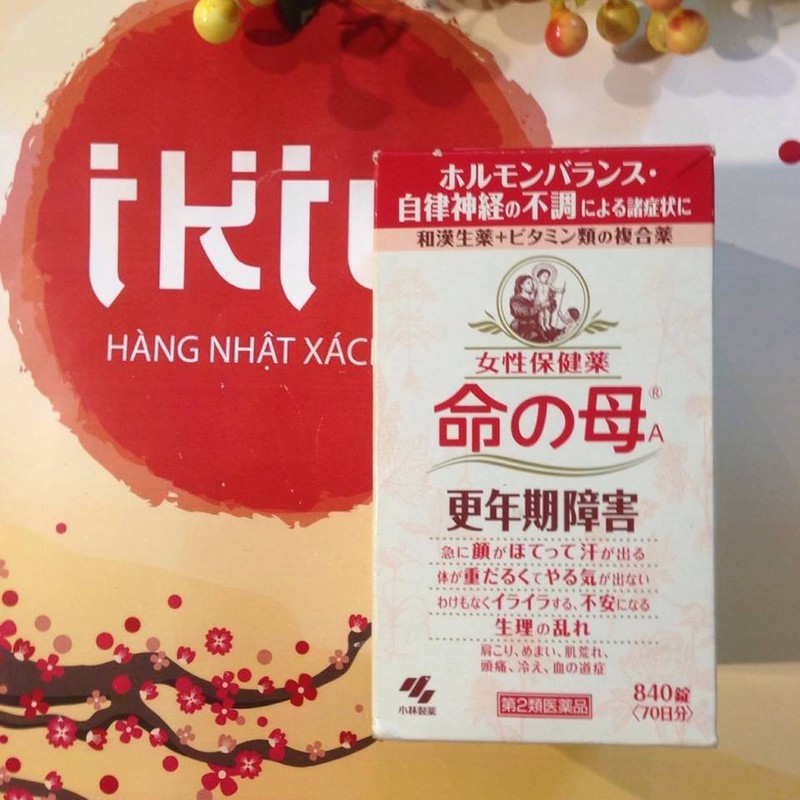 iKiu
HÀNG NHẬT XÁCH
ホルモンバランス・
自律神経の不調による諸症状に
和漢生薬+ビタミン類の複合薬
女性保健薬
命の母®A
更年期障害
急に顔がほてって汗が出る
体が重だるくてやる気が出ない
わけもなくイライラする、不安になる
生理の乱れ
肩こり、めまい、肌荒れ、
頭痛、冷え、血の道症
小林製薬
第2類医薬品
840錠
〈70日分〉